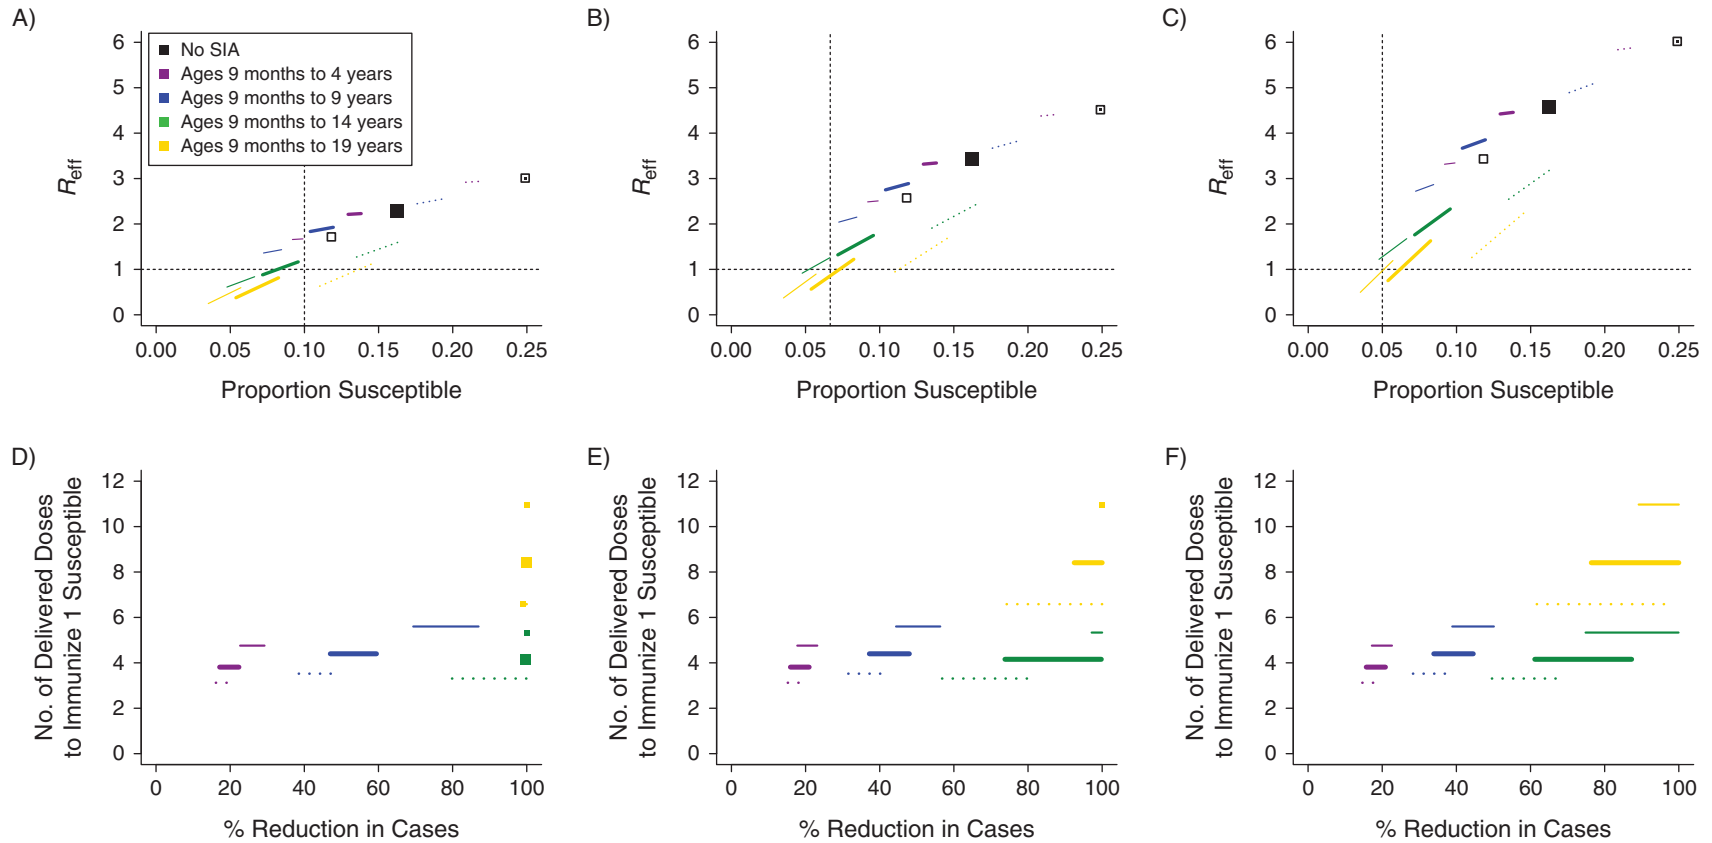 A)
B)
C)
6
5
4
3
2
1
0
Reff
No SIA
Ages 9 months to 4 years
Ages 9 months to 9 years
Ages 9 months to 14 years
Ages 9 months to 19 years
0.00 0.05 0.10 0.15 0.20 0.25
Proportion Susceptible
6
5
4
3
2
1
0
Reff
0.00 0.05 0.10 0.15 0.20 0.25
Proportion Susceptible
6
5
4
3
2
1
0
Reff
0.00 0.05 0.10 0.15 0.20 0.25
Proportion Susceptible
D)
E)
F)
No. of Delivered Doses
to Immunize 1 Susceptible
12
10
8
6
4
2
0
0 20 40 60 80 100
% Reduction in Cases
No. of Delivered Doses
to Immunize 1 Susceptible
12
10
8
6
4
2
0
0 20 40 60 80 100
% Reduction in Cases
No. of Delivered Doses
to Immunize 1 Susceptible
12
10
8
6
4
2
0
0 20 40 60 80 100
% Reduction in Cases